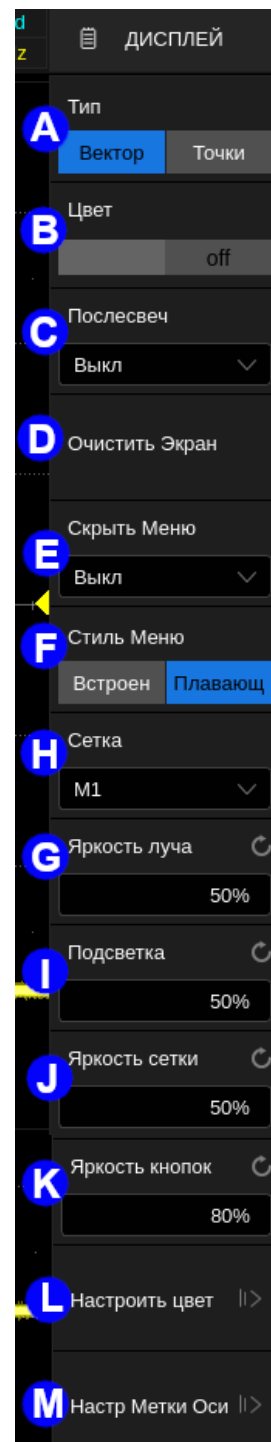 d
z
ДИСПЛЕЙ
A
Тип
Вектор Точки
B
Цвет
off
C
Послесвеч
Выкл
D
Очистить Экран
E
Скрыть Меню
Выкл
F
Стиль Меню
Встроен Плавающ
H
Сетка
M1
G
Яркость луча
50%
I
Подсветка
50%
J
Яркость сетки
50%
K
Яркость кнопок
80%
L
Настроить цвет
M
Настр Метки Оси